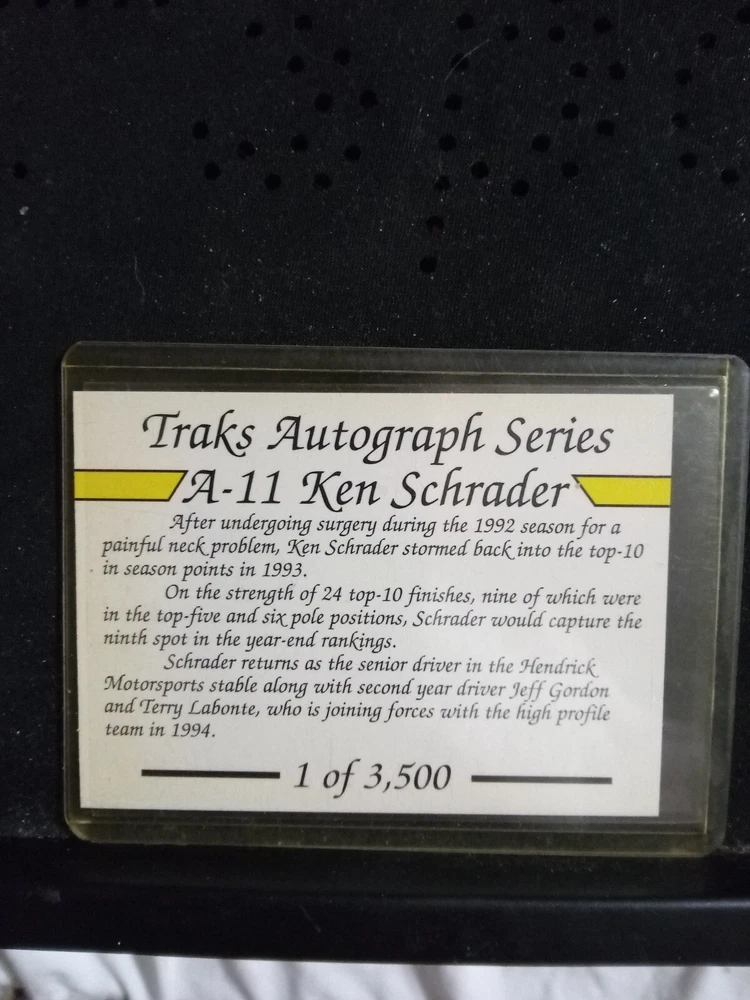 Traks Autograph Series
A-11 Ken Schrader
After undergoing surgery during the 1992 season for a
painful neck problem, Ken Schrader stormed back into the top-10
in season points in 1993.
On the strength of 24 top-10 finishes, nine of which were
in the top-five and six pole positions, Schrader would capture the
ninth spot in the year-end rankings.
Schrader returns as the senior driver in the Hendrick
Motorsports stable along with second year driver Jeff Gordon
and Terry Labonte, who is joining forces with the high profile
team in 1994.
1 of 3,500